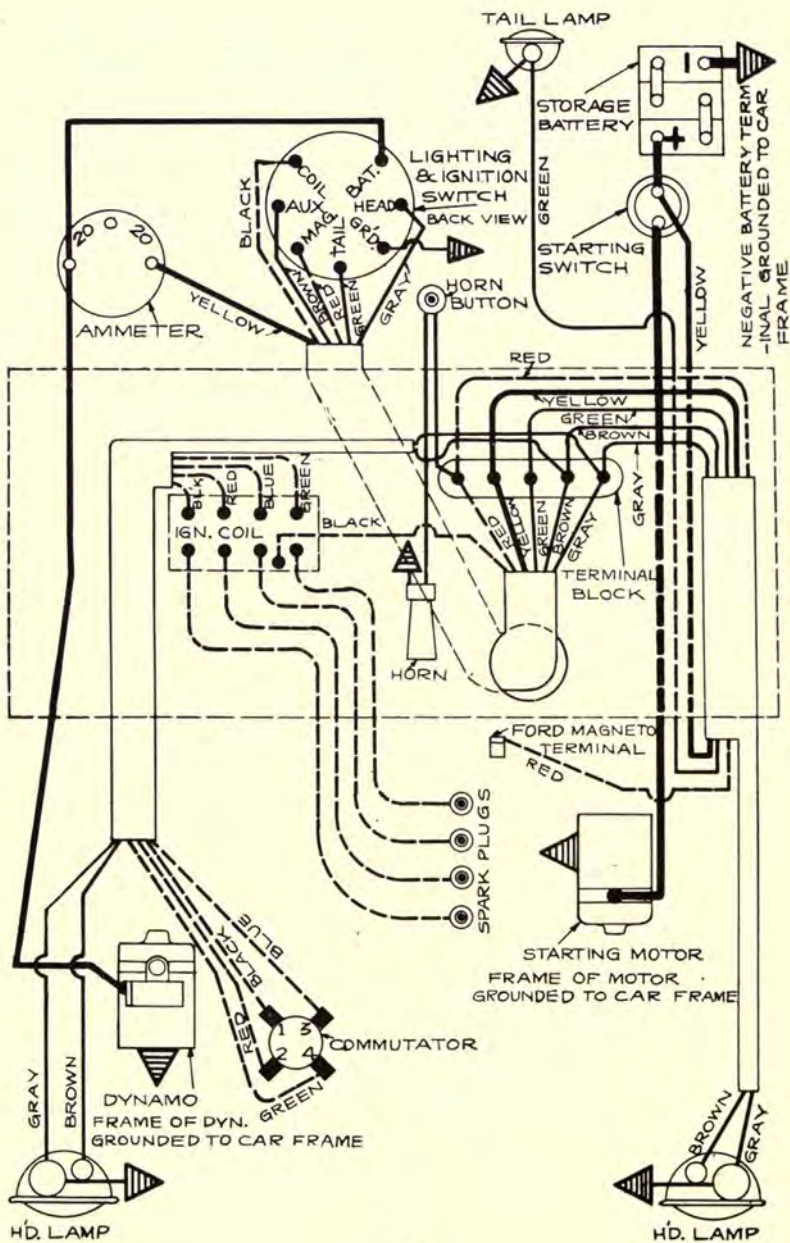 TAIL LAMP
STORAGE
BATTERY
-
+
NEGATIVE BATTERY TERM
-INAL GROUNDED TO CAR
FRAME
LIGHTING
& IGNITION
SWITCH
BACK VIEW
COIL
BAT.
AUX
HEAD
MAG.
TAIL
GR'D.
BLACK
GREEN
STARTING
SWITCH
20 0 20
AMMETER
YELLOW
BROWN
RED
GREEN
GRAY
HORN
BUTTON
YELLOW
RED
YELLOW
GREEN
BROWN
GRAY
BLK
RED
BLUE
GREEN
IGN. COIL
BLACK
RED
YELLOW
GREEN
BROWN
GRAY
TERMINAL
BLOCK
HORN
FORD MAGNETO
TERMINAL
RED
SPARK PLUGS
STARTING MOTOR
FRAME OF MOTOR
GROUNDED TO CAR FRAME
BLUE
BLACK
RED
GREEN
1 3
2 4
COMMUTATOR
DYNAMO
FRAME OF DYN.
GROUNDED TO CAR FRAME
GRAY
BROWN
H'D. LAMP
BROWN
GRAY
H'D. LAMP